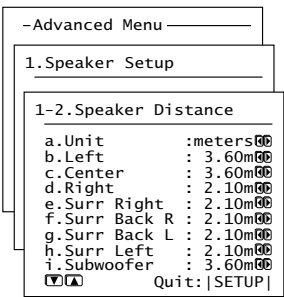 -Advanced Menu
1.Speaker Setup
1-2.Speaker Distance
a.Unit :meters
b.Left : 3.60m
c.Center : 3.60m
d.Right : 2.10m
e.Surr Right : 2.10m
f.Surr Back R : 2.10m
g.Surr Back L : 2.10m
h.Surr Left : 2.10m
i.Subwoofer : 3.60m
Quit:|SETUP|